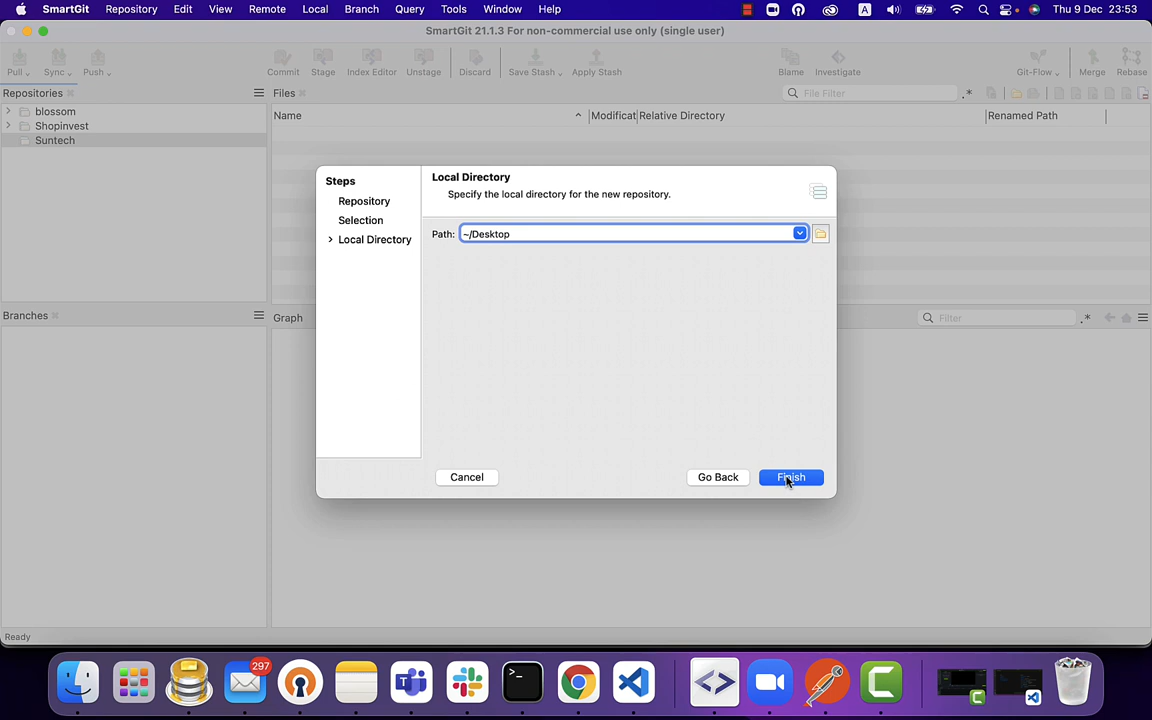 SmartGit Repository Edit View Remote Local Branch Query Tools Window Help A Thu 9 Dec 23:53
SmartGit 21.1.3 For non-commercial use only (single user)
Pull Sync Push Commit Stage Index Editor Unstage Discard Save Stash Apply Stash Blame Investigate Git-Flow Merge Rebase
Repositories Files File Filter .*
blossom Name Modificat Relative Directory Renamed Path
Shopinvest
Suntech
Steps Local Directory
Repository Specify the local directory for the new repository.
Selection
Local Directory Path: ~/Desktop
Branches Graph Filter .*
Cancel Go Back Finish
Ready
297